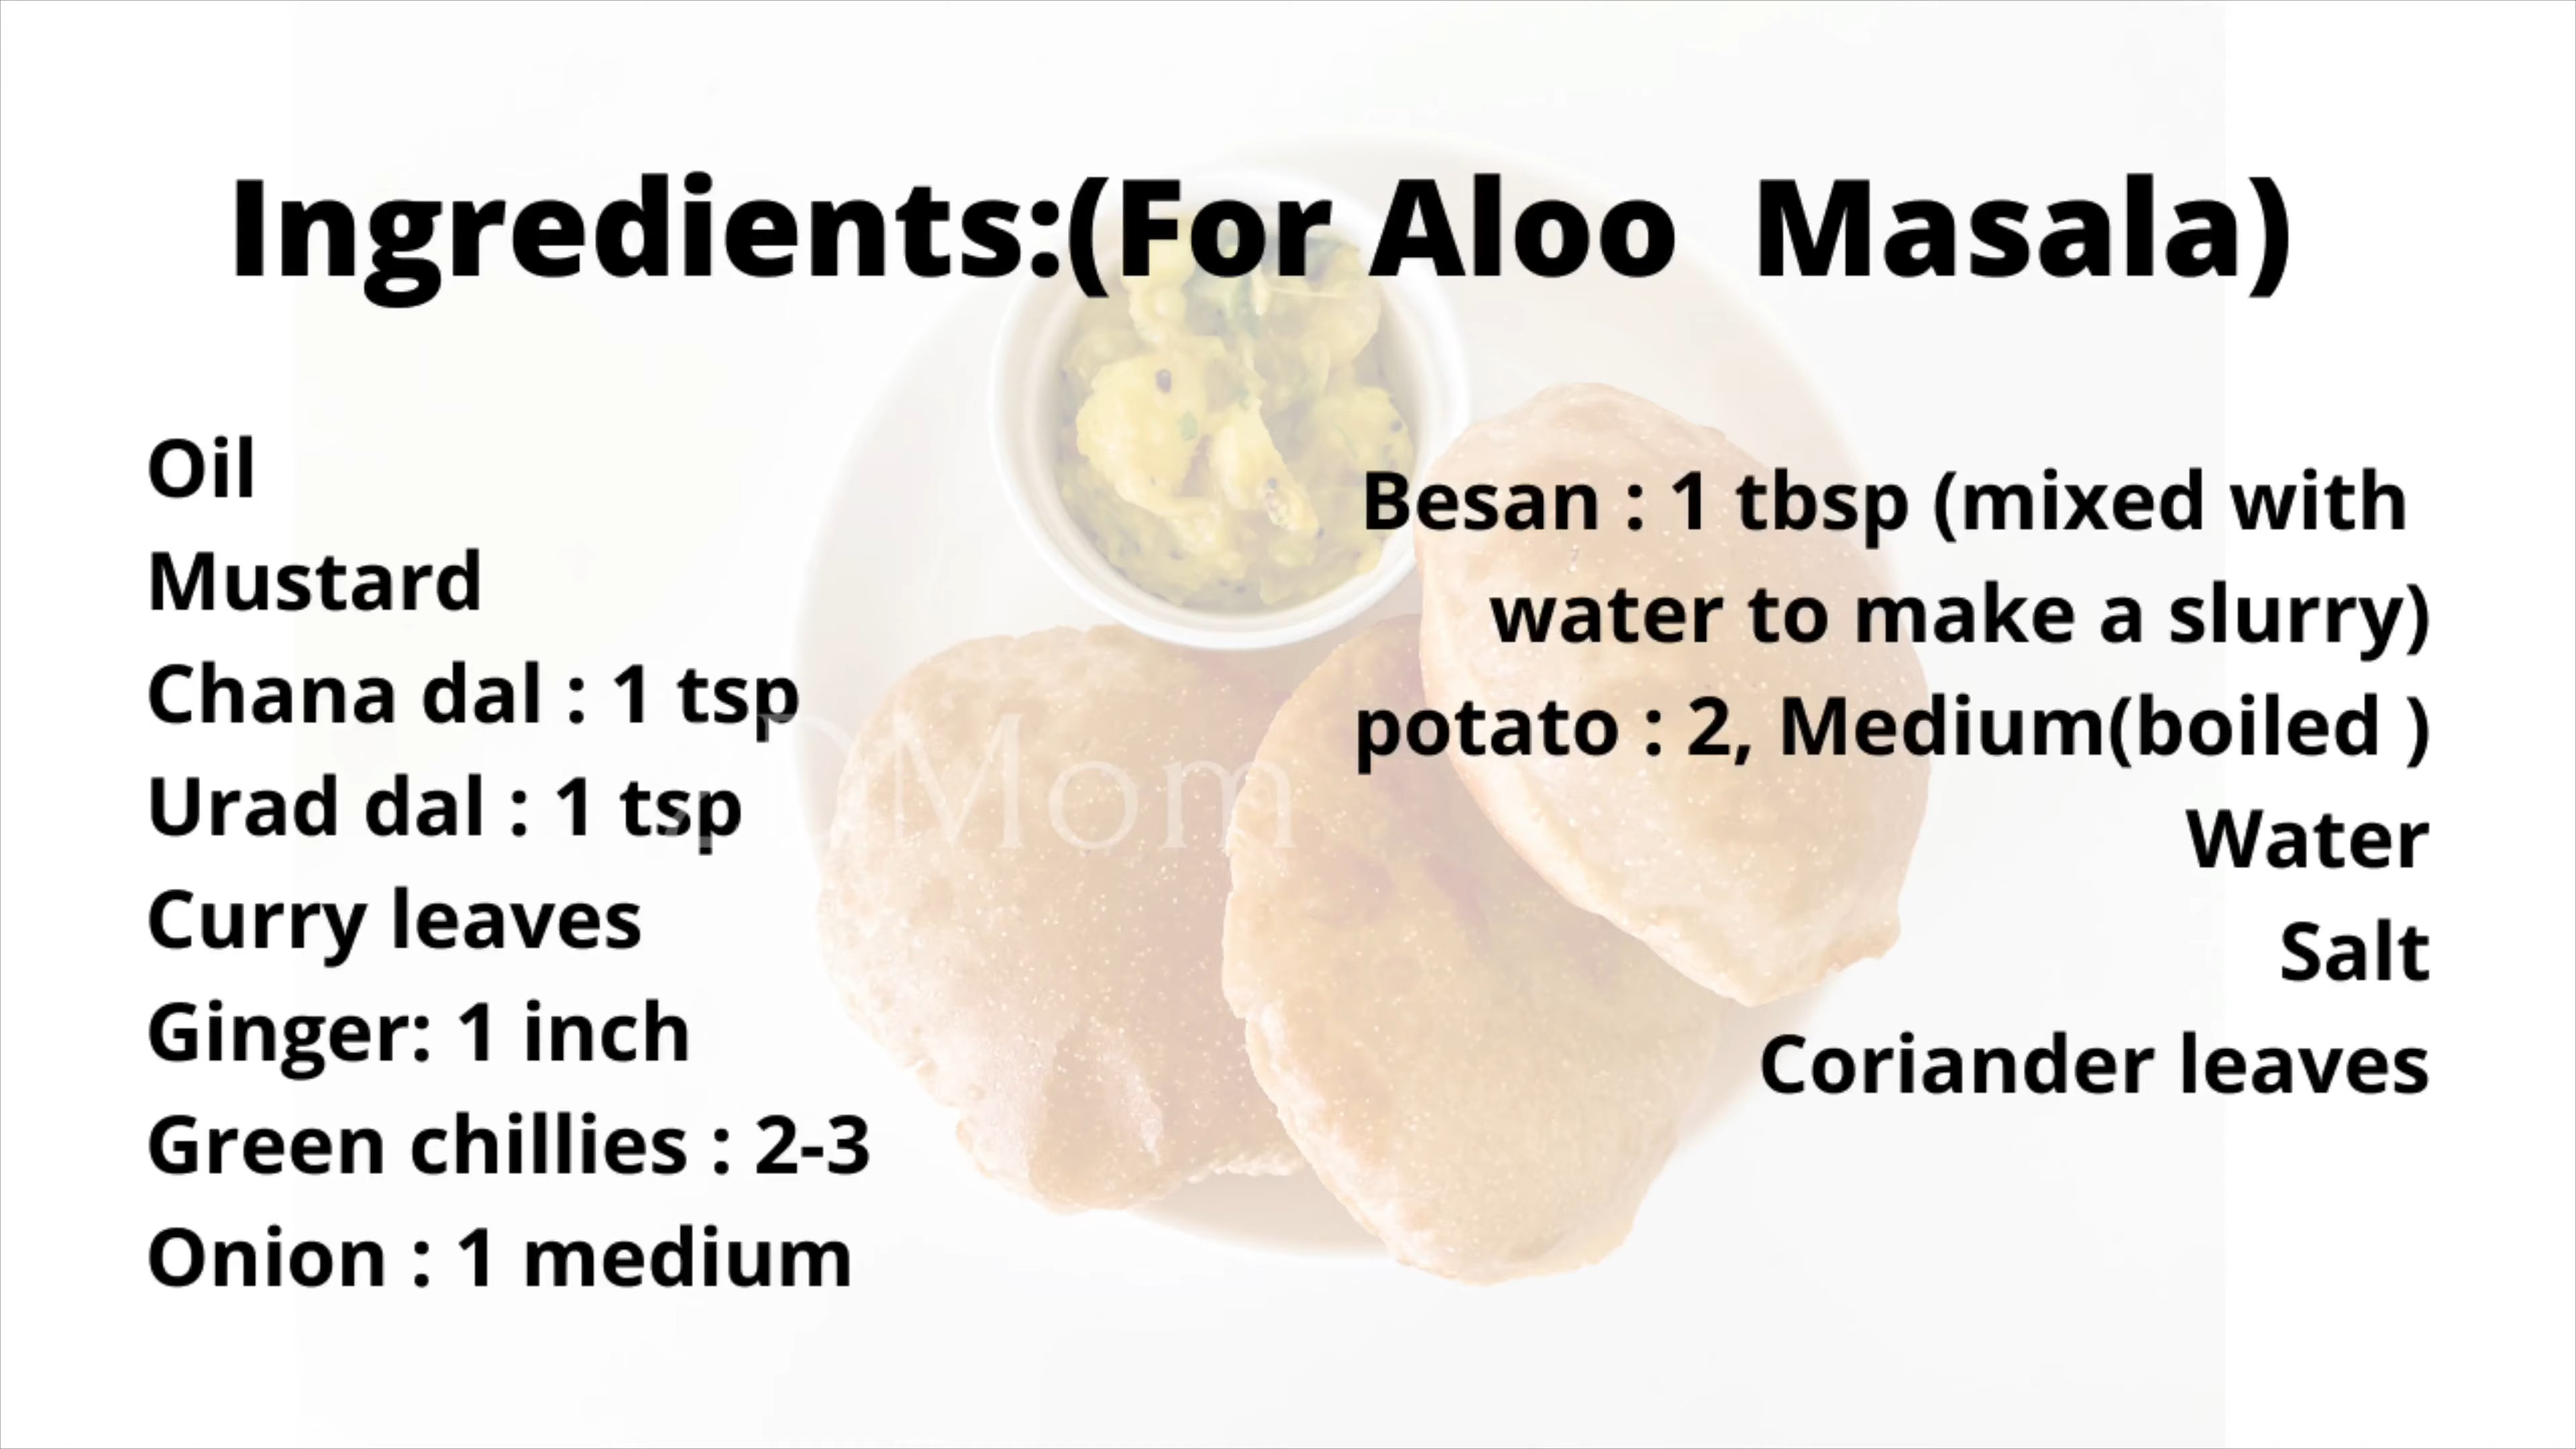 Ingredients:(For Aloo  Masala)
Oil
Mustard
Chana dal : 1 tsp
Urad dal : 1 tsp
Curry leaves
Ginger: 1 inch
Green chillies : 2-3
Onion : 1 medium
Besan : 1 tbsp (mixed with
water to make a slurry)
potato : 2, Medium(boiled )
Water
Salt
Coriander leaves